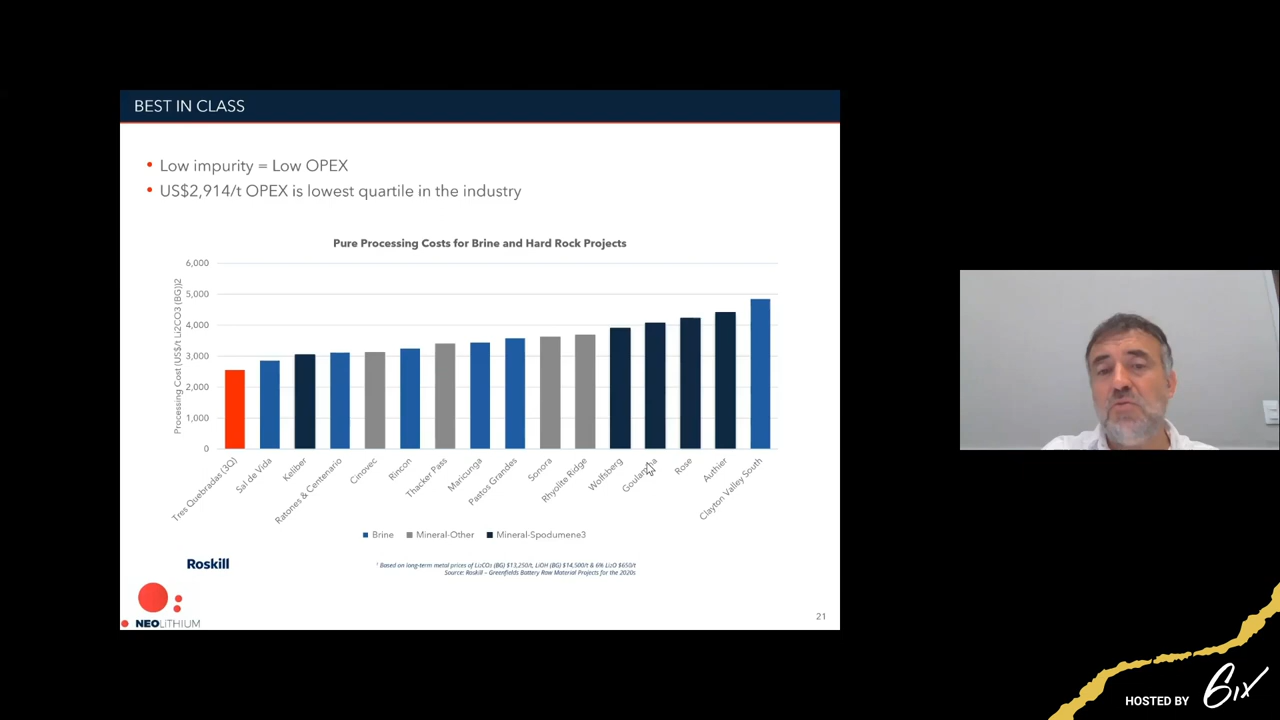 BEST IN CLASS
• Low impurity = Low OPEX
• US$2,914/t OPEX is lowest quartile in the industry
Pure Processing Costs for Brine and Hard Rock Projects
Processing Cost (US$/t Li2CO3 (BG))2
6,000
5,000
4,000
3,000
2,000
1,000
0
Tres Quebradas (3Q)
Sal de Vida
Keliber
Ratones & Centenario
Cinovec
Rincon
Thacker Pass
Maricunga
Pastos Grandes
Sonora
Rhyolite Ridge
Wolfsberg
Rose
Authier
Clayton Valley South
Brine
Mineral-Other
Mineral-Spodumene3
Roskill
¹ Based on long-term metal prices of Li₂CO₃ (BG) $13,250/t, LiOH (BG) $14,500/t & 6% Li₂O $650/t
Source: Roskill – Greenfields Battery Raw Material Projects for the 2020s
NEOLITHIUM
21
HOSTED BY 6ix